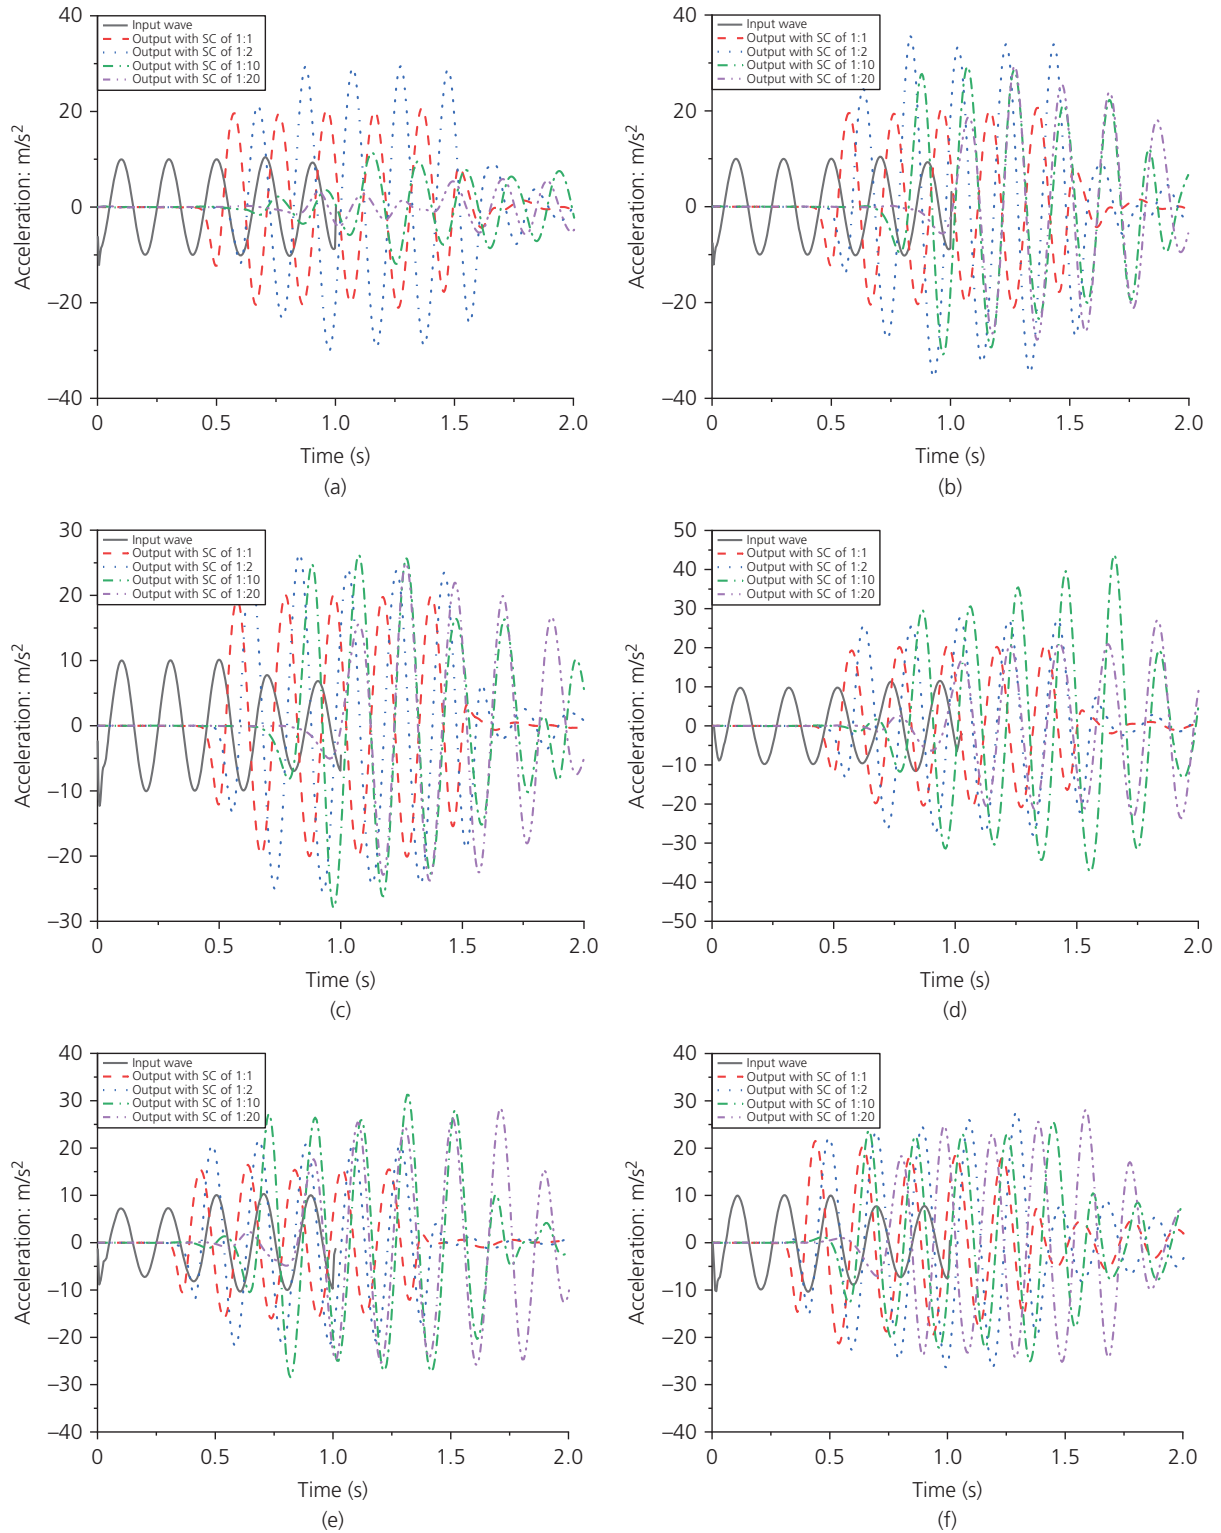 40
20
0
−20
−40
Acceleration: m/s²
Input wave
Output with SC of 1:1
Output with SC of 1:2
Output with SC of 1:10
Output with SC of 1:20
0 0.5 1.0 1.5 2.0
Time (s)
(a)
40
20
0
−20
−40
Acceleration: m/s²
Input wave
Output with SC of 1:1
Output with SC of 1:2
Output with SC of 1:10
Output with SC of 1:20
0 0.5 1.0 1.5 2.0
Time (s)
(b)
30
20
10
0
−10
−20
−30
Acceleration: m/s²
Input wave
Output with SC of 1:1
Output with SC of 1:2
Output with SC of 1:10
Output with SC of 1:20
0 0.5 1.0 1.5 2.0
Time (s)
(c)
50
40
30
20
10
0
−10
−20
−30
−40
−50
Acceleration: m/s²
Input wave
Output with SC of 1:1
Output with SC of 1:2
Output with SC of 1:10
Output with SC of 1:20
0 0.5 1.0 1.5 2.0
Time (s)
(d)
40
30
20
10
0
−10
−20
−30
−40
Acceleration: m/s²
Input wave
Output with SC of 1:1
Output with SC of 1:2
Output with SC of 1:10
Output with SC of 1:20
0 0.5 1.0 1.5 2.0
Time (s)
(e)
40
30
20
10
0
−10
−20
−30
−40
Acceleration: m/s²
Input wave
Output with SC of 1:1
Output with SC of 1:2
Output with SC of 1:10
Output with SC of 1:20
0 0.5 1.0 1.5 2.0
Time (s)
(f)